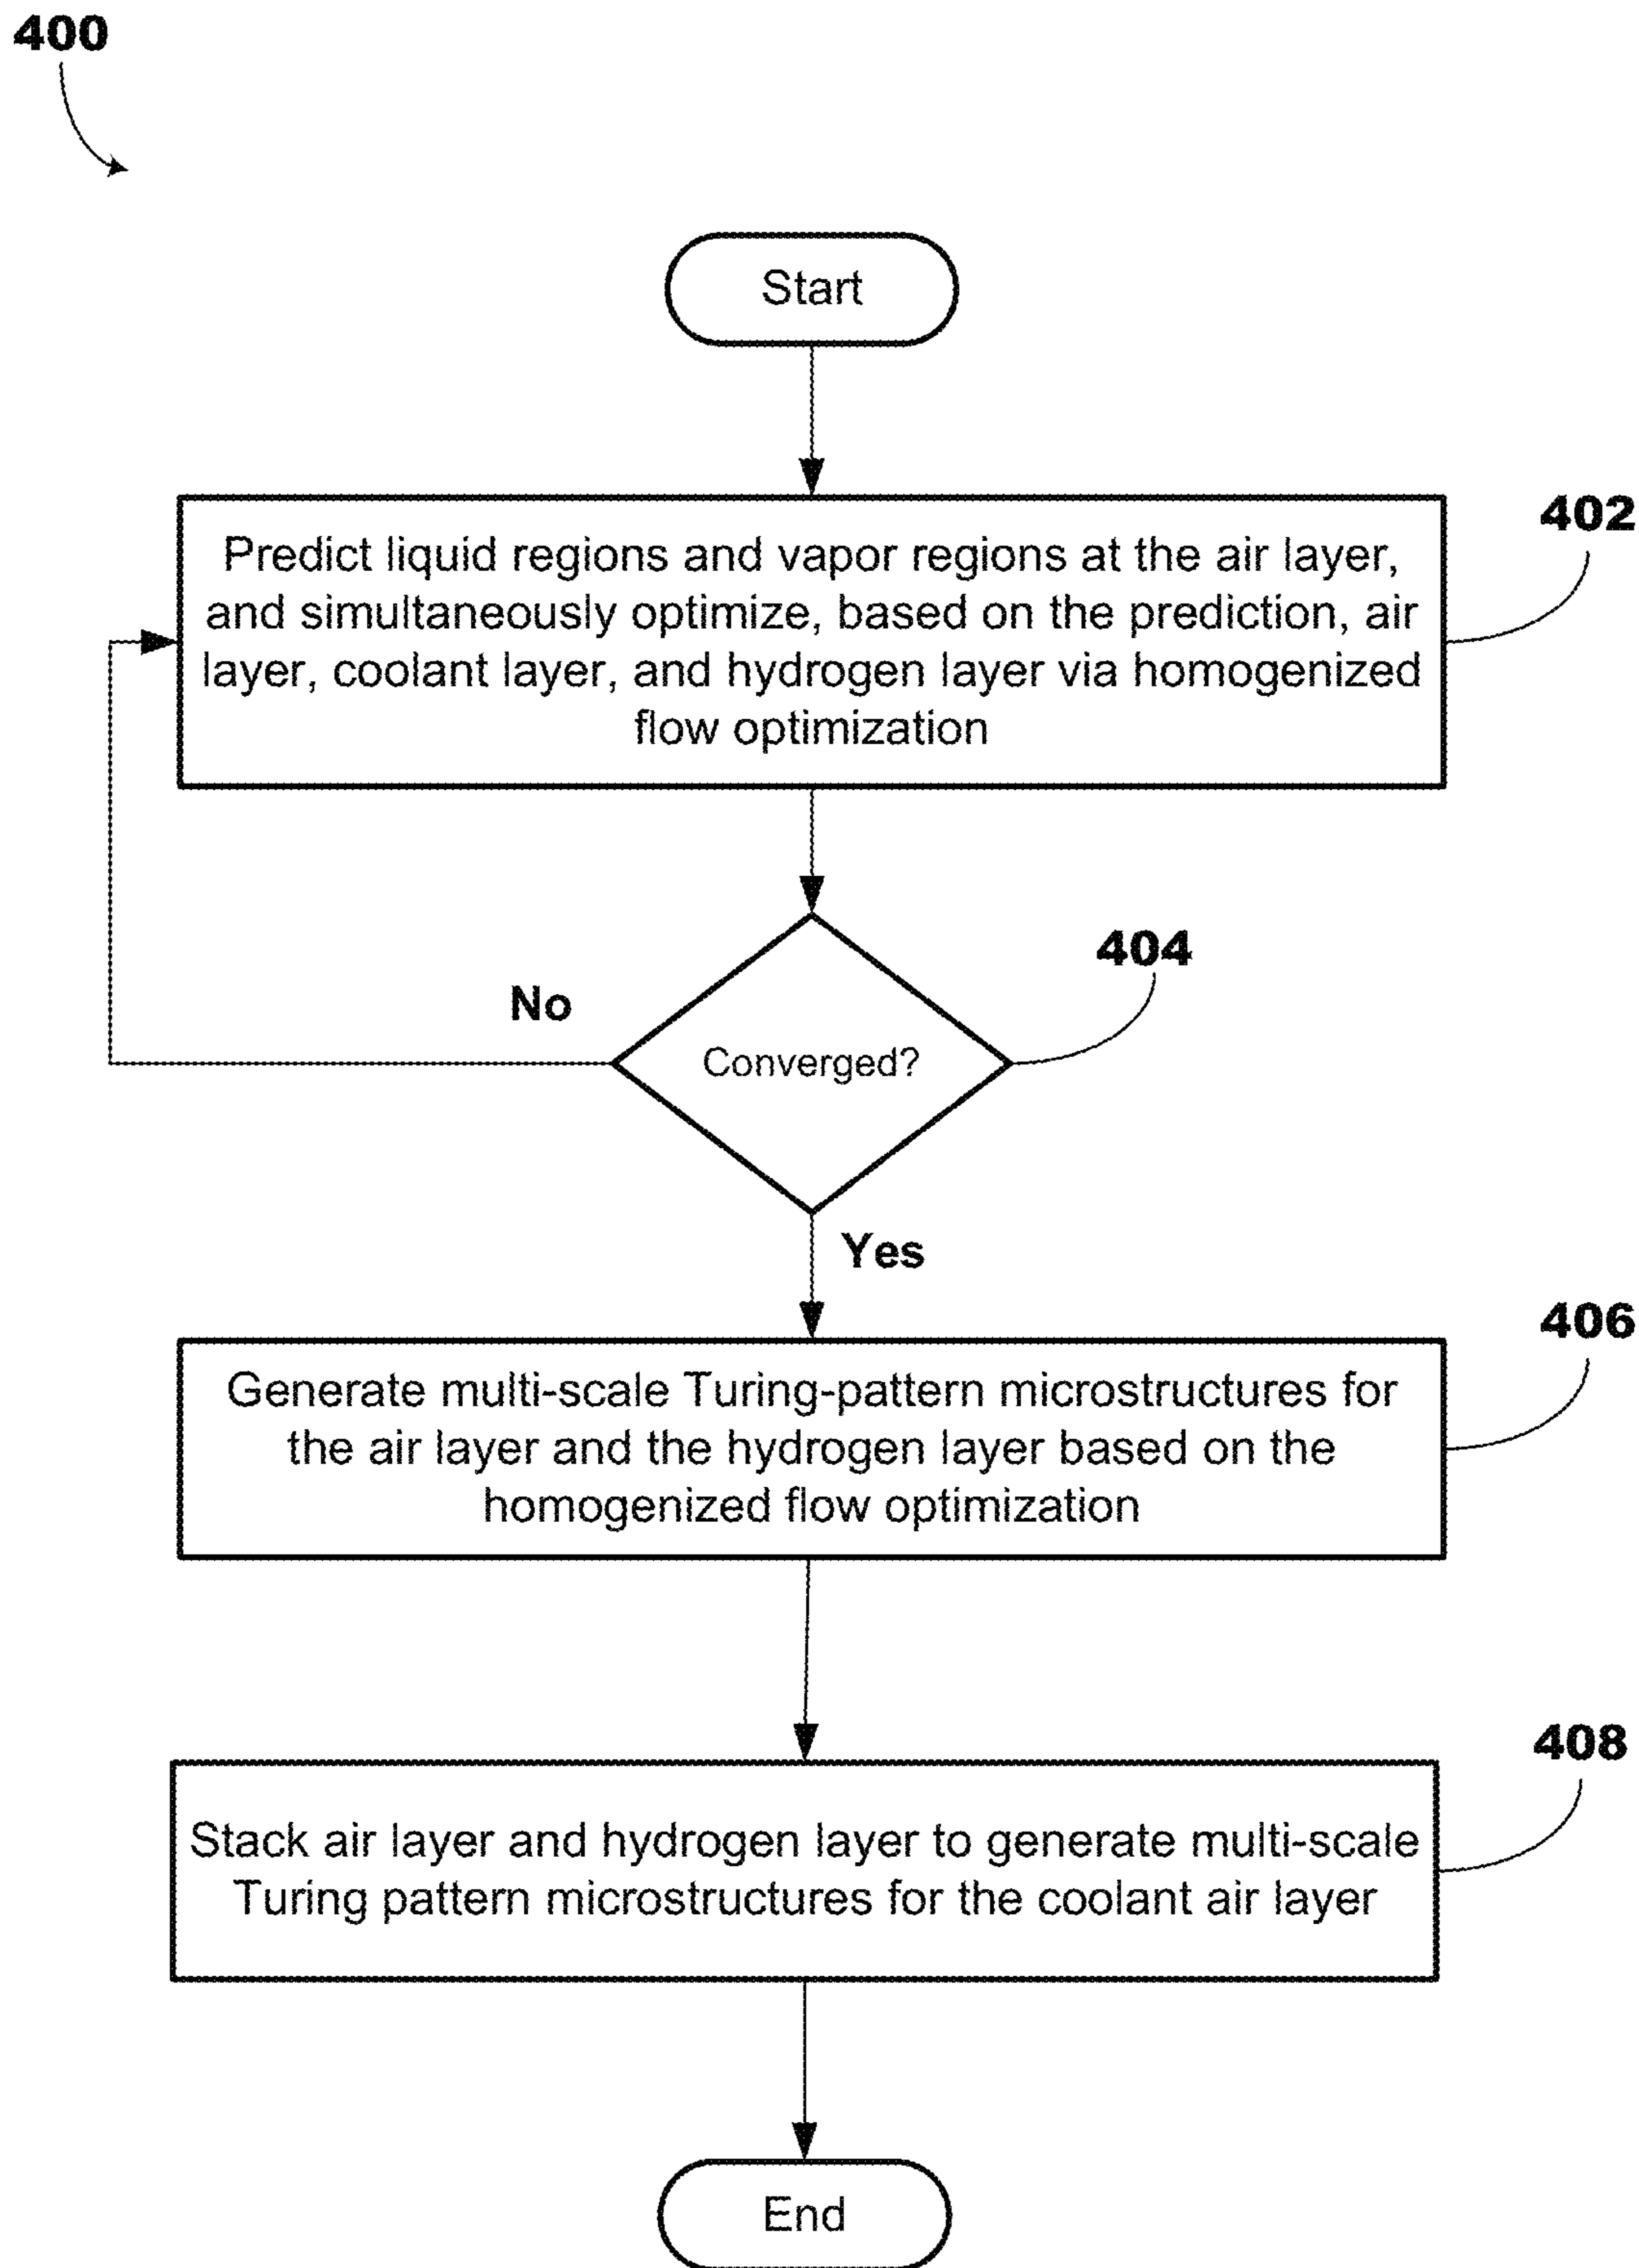 400
Start
402
Predict liquid regions and vapor regions at the air layer,
and simultaneously optimize, based on the prediction, air
layer, coolant layer, and hydrogen layer via homogenized
flow optimization
404
No
Converged?
Yes
406
Generate multi-scale Turing-pattern microstructures for
the air layer and the hydrogen layer based on the
homogenized flow optimization
408
Stack air layer and hydrogen layer to generate multi-scale
Turing pattern microstructures for the coolant air layer
End